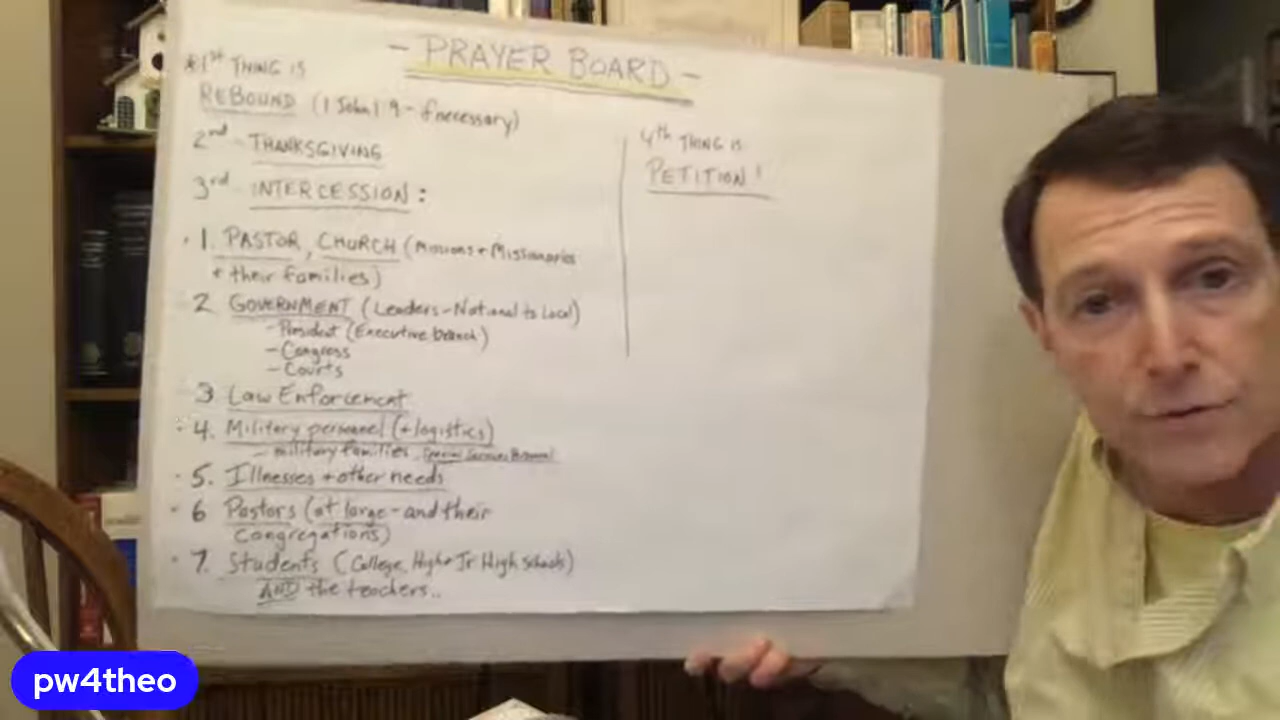 - PRAYER BOARD -
*1st THING IS
REBOUND (1 John 1 9 - if necessary)
2nd - THANKSGIVING
3rd - INTERCESSION:
1. PASTOR, CHURCH (Missions + Missionaries
+ their families)
2 GOVERNMENT (Leaders - National to Local)
- President (Executive branch)
- Congress
- Courts
3 Law Enforcement
4. Military personnel (+ logistics)
- military families, Special Services Personnel
5. Illnesses + other needs
6 Pastors (at large - and their
congregations)
7. Students (College, High + Jr High Schools)
AND the teachers..
4th THING IS
PETITION!
pw4theo